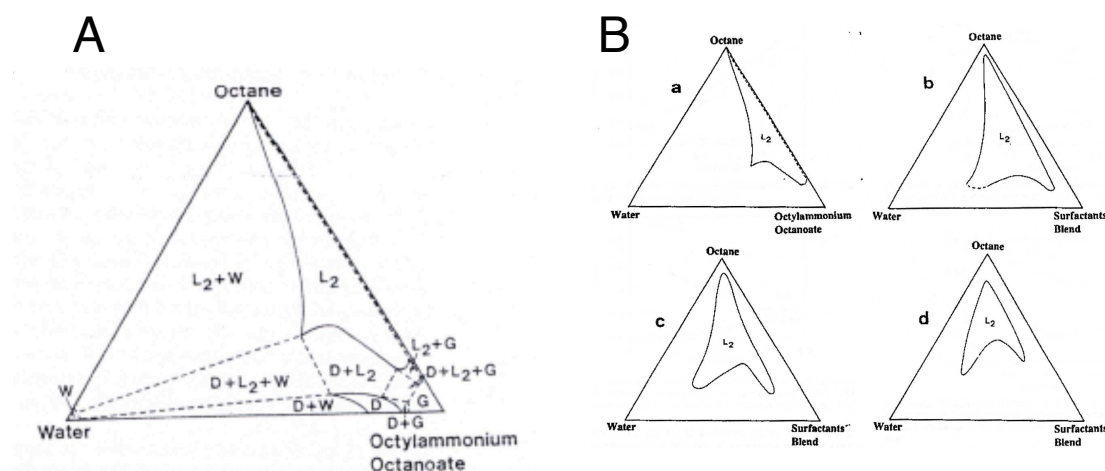 A
Octane
L2+W
L2
L2+G
D+L2
D+L2+G
W
D+L2+W
D+W
D
G
D+G
Water
Octylammonium
Octanoate
B
Octane
a
L2
Water
Octylammonium
Octanoate
Octane
b
L2
Water
Surfactants
Blend
Octane
c
L2
Water
Surfactants
Blend
Octane
d
L2
Water
Surfactants
Blend